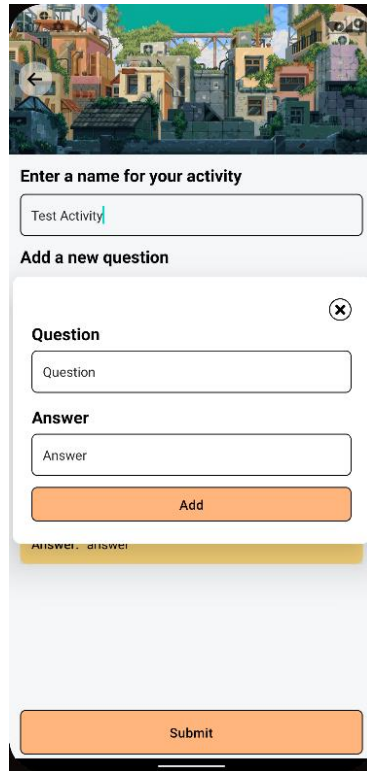 Enter a name for your activity
Test Activity
Add a new question
Question
Question
Answer
Answer
Add
Answer: answer
Submit